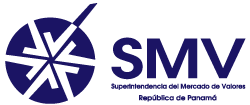 SMV
Superintendencia del Mercado de Valores
República de Panamá